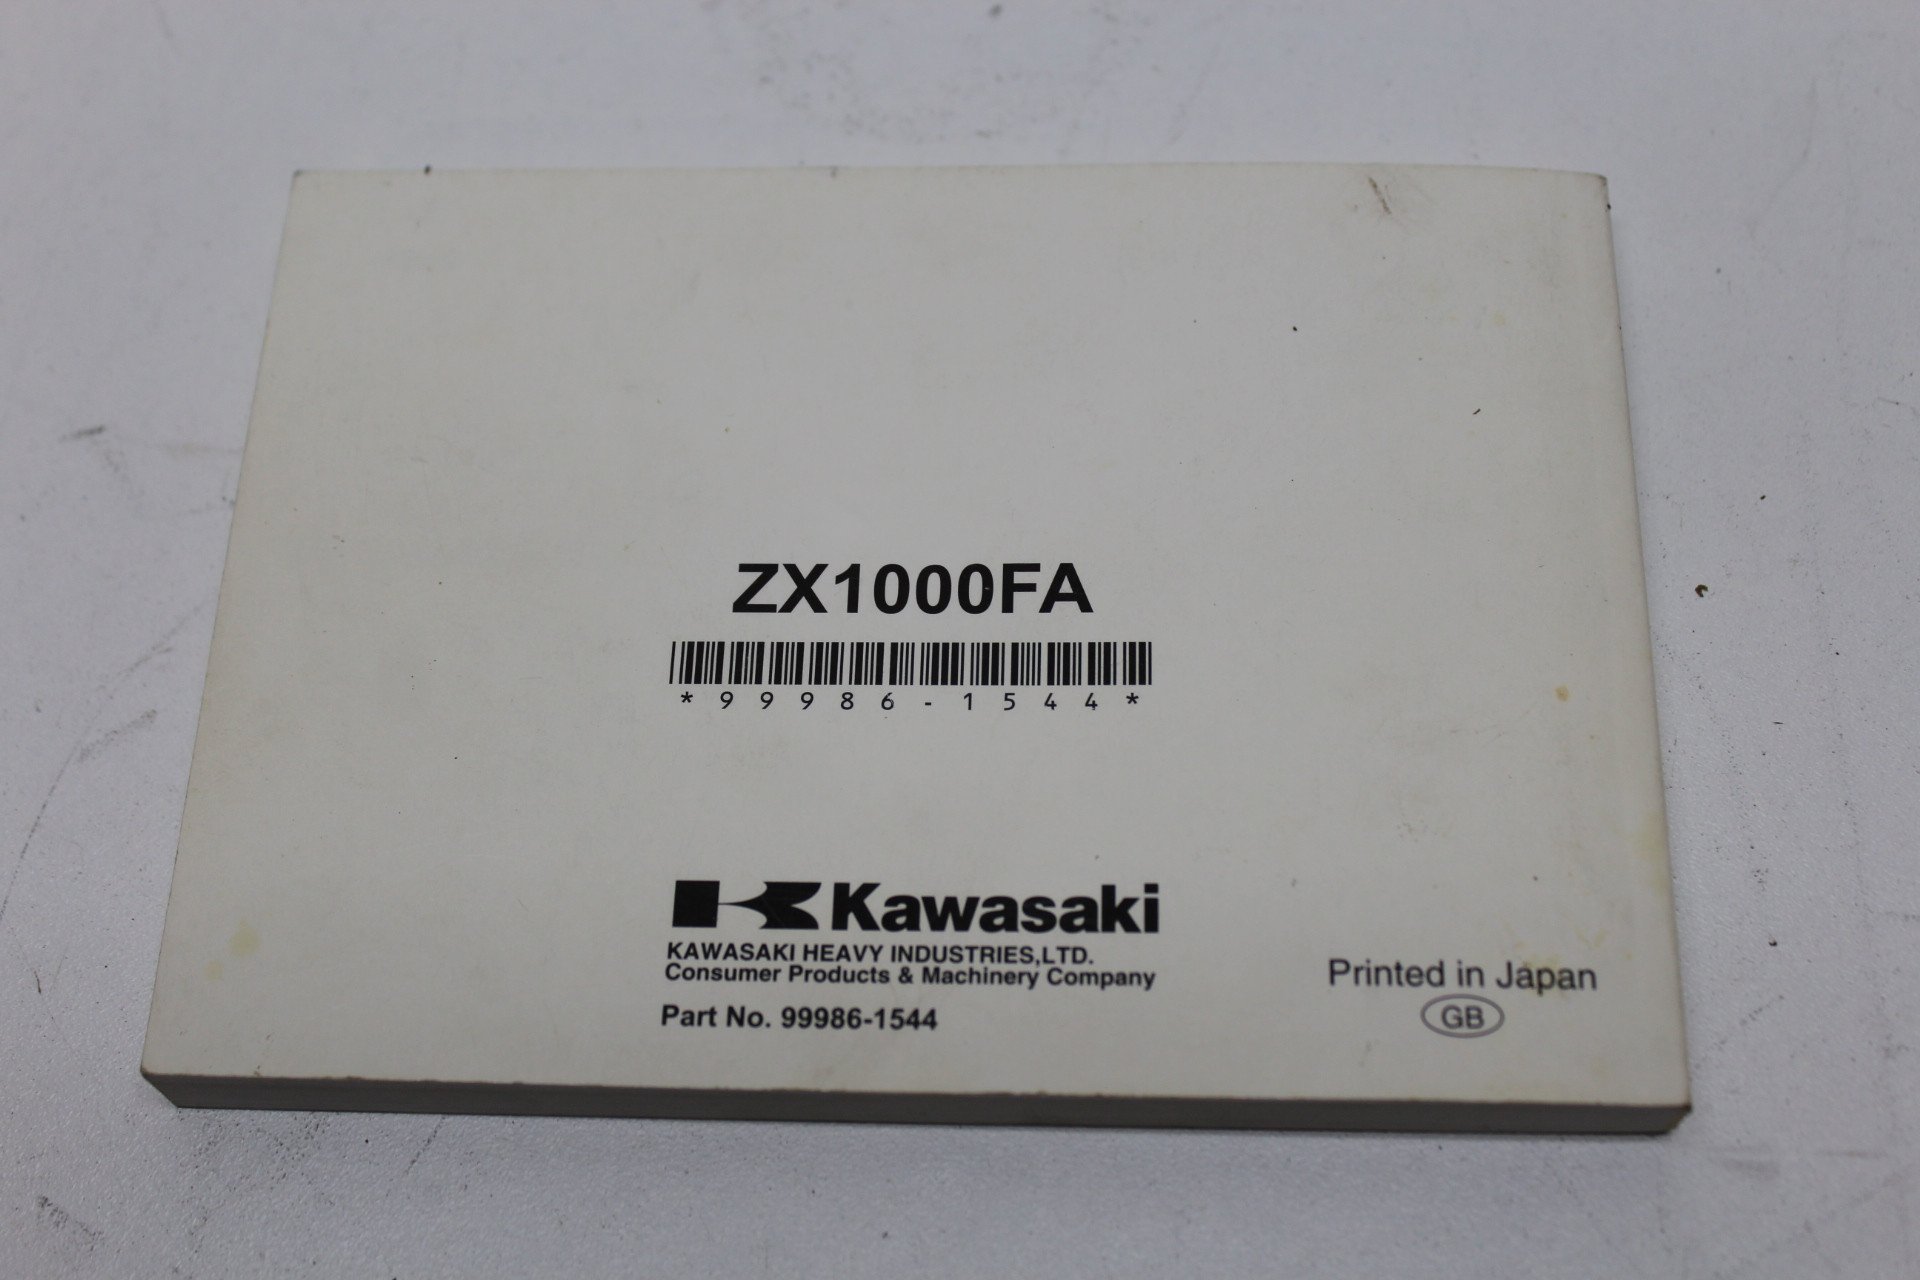 ZX1000FA
*99986-1544*
Kawasaki
KAWASAKI HEAVY INDUSTRIES,LTD.
Consumer Products & Machinery Company
Part No. 99986-1544
Printed in Japan
GB